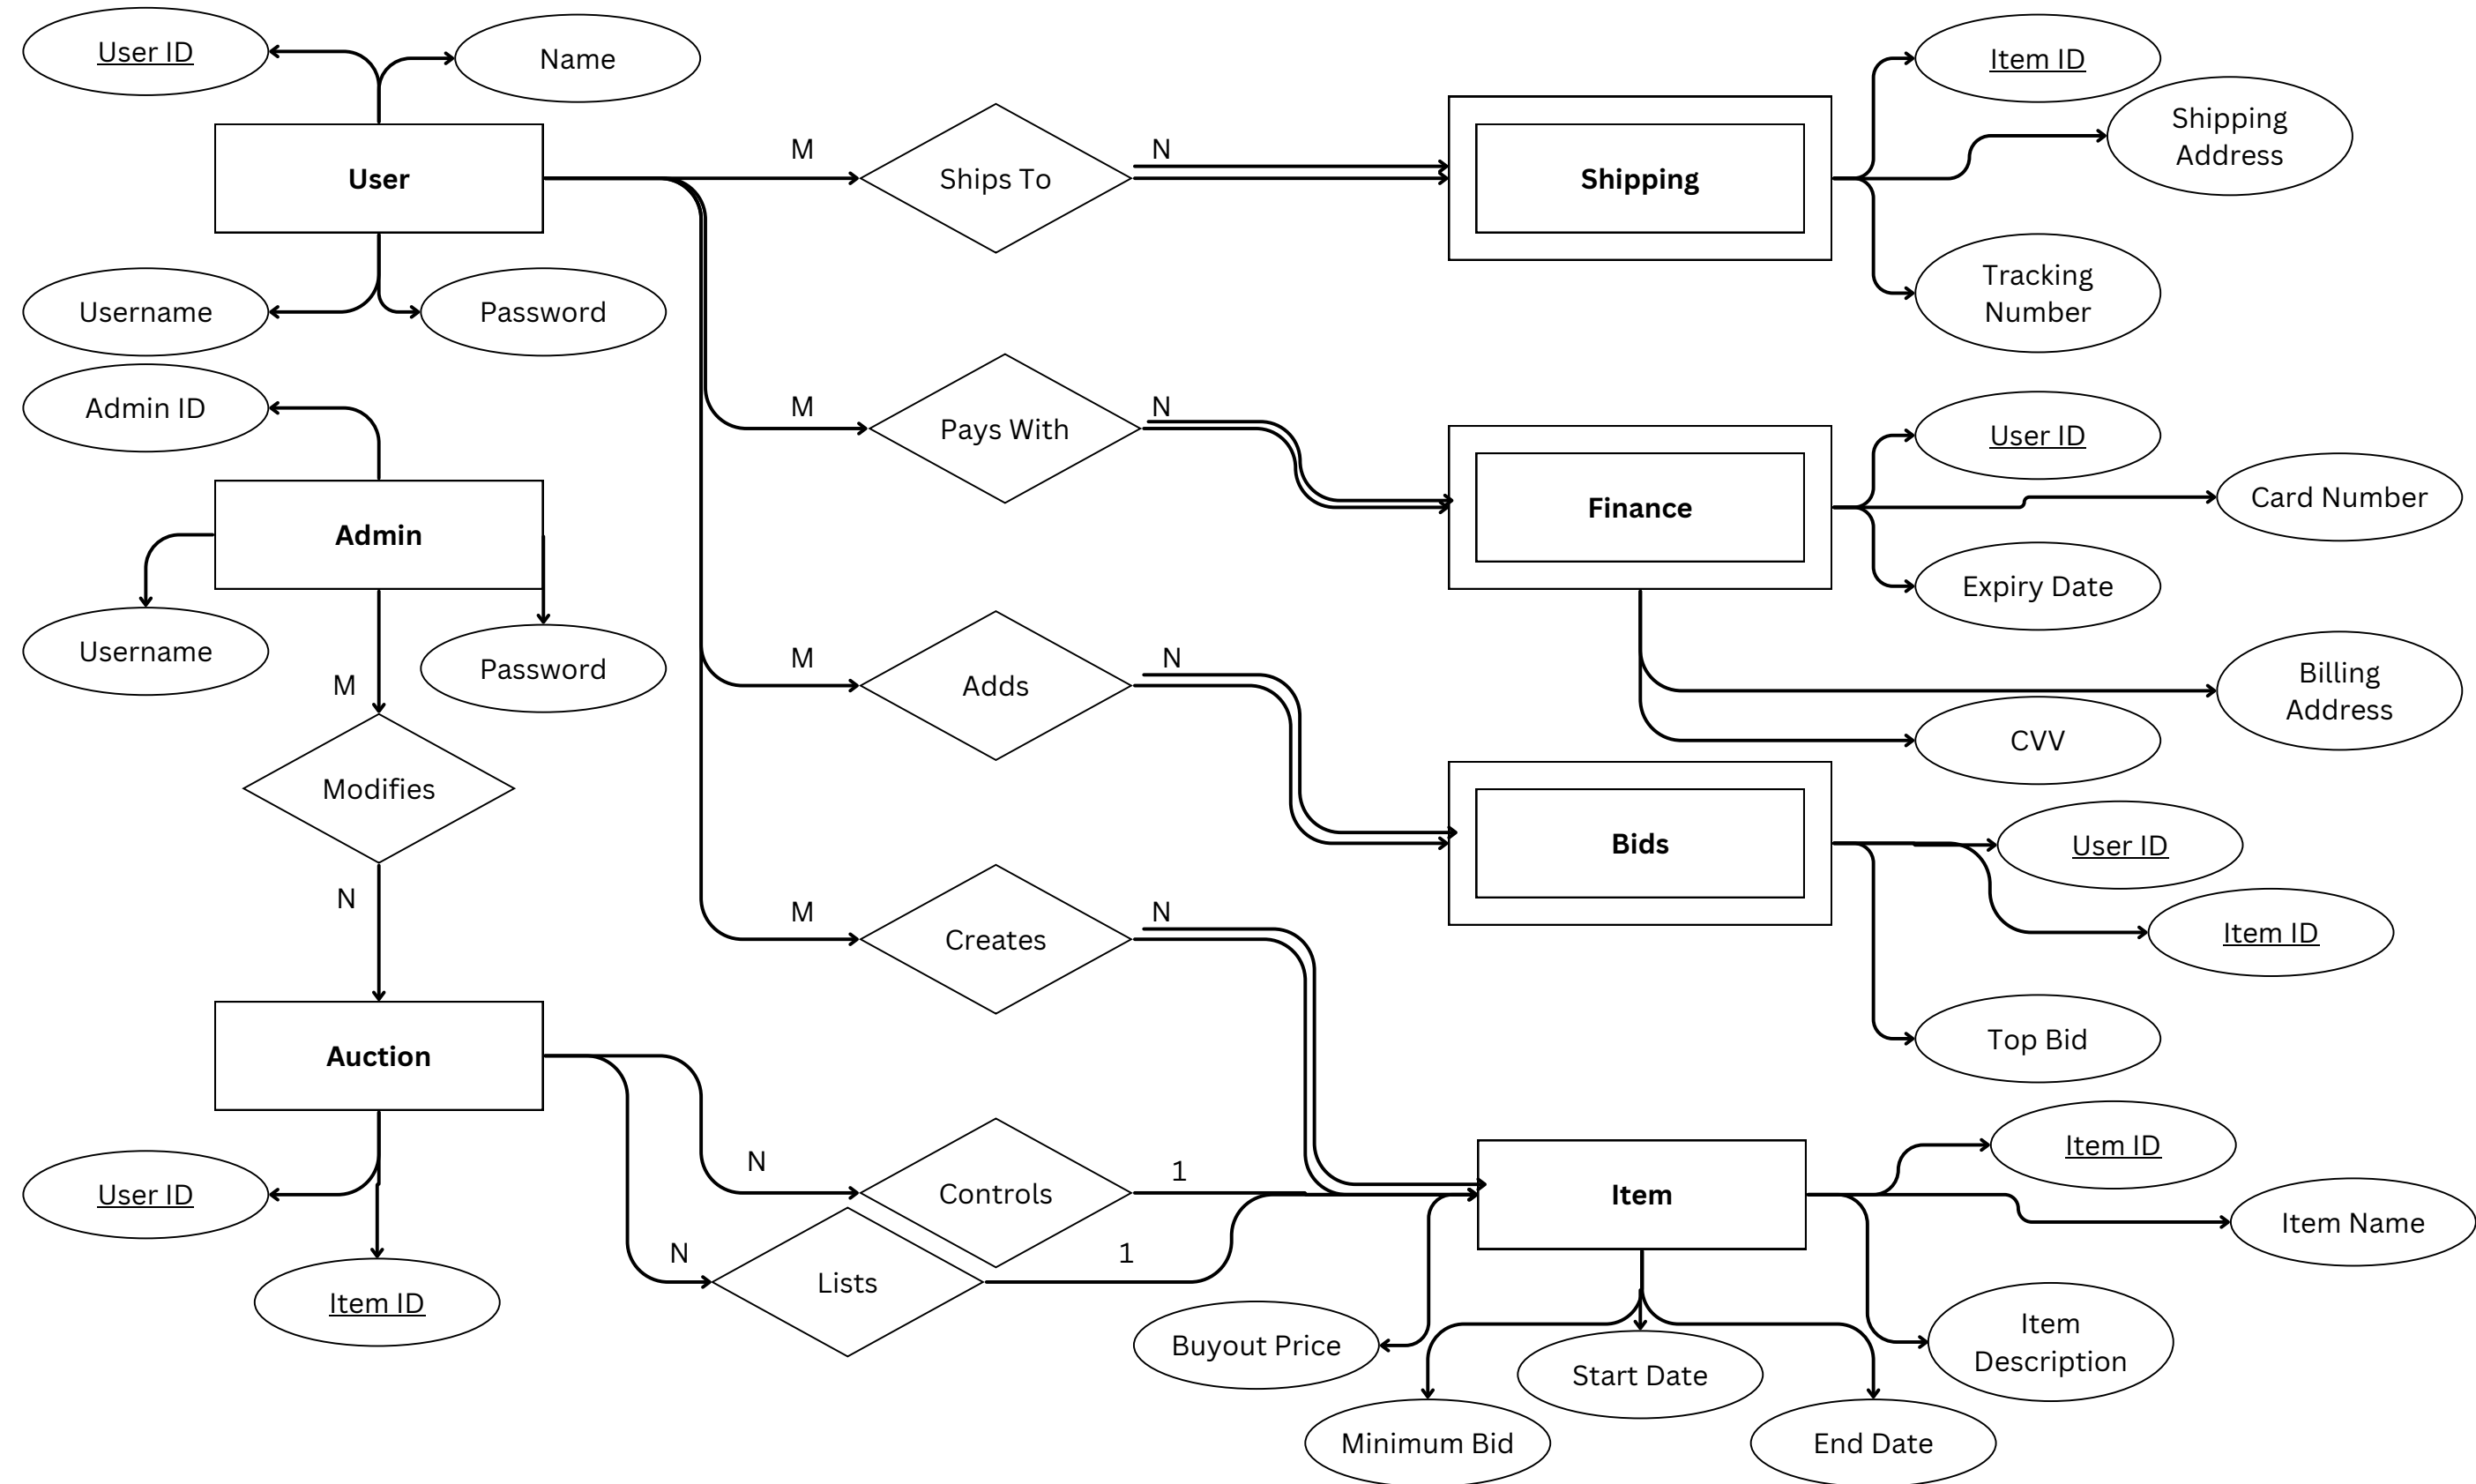 User ID
Name
User
Username
Password
Admin ID
Admin
Username
Password
M
Modifies
N
Auction
User ID
Item ID
M
Ships To
N
Shipping
Item ID
Shipping
Address
Tracking
Number
M
Pays With
N
Finance
User ID
Card Number
Expiry Date
Billing
Address
CVV
M
Adds
N
Bids
User ID
Item ID
Top Bid
M
Creates
N
N
Controls
1
N
Lists
1
Item
Item ID
Item Name
Item
Description
Buyout Price
Start Date
Minimum Bid
End Date